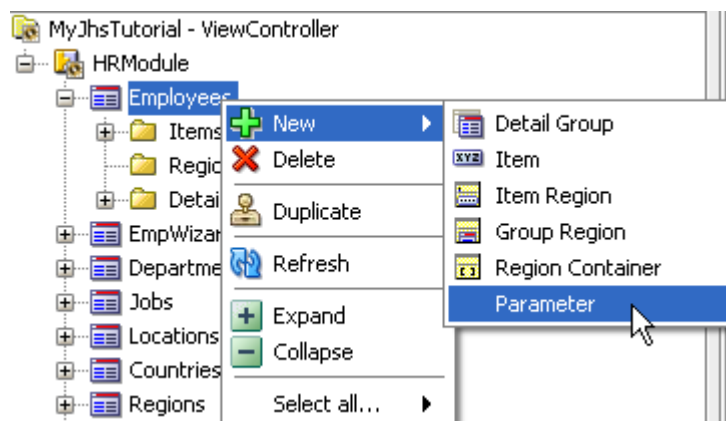 MyJhsTutorial - ViewController
HRModule
Employees
Items
Regio
Detai
EmpWizar
Departme
Jobs
Locations
Countries
Regions
New
Delete
Duplicate
Refresh
Expand
Collapse
Select all...
Detail Group
XYZ Item
Item Region
Group Region
Region Container
Parameter